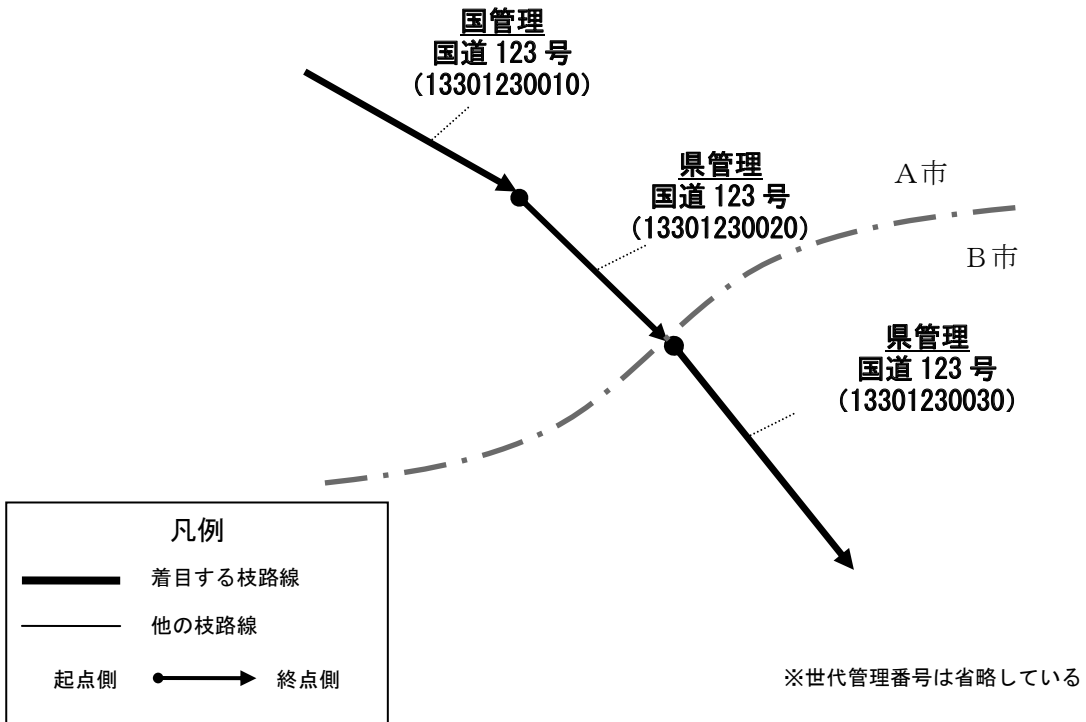 国管理
国道 123 号
(13301230010)
県管理
国道 123 号
(13301230020)
A市
B市
県管理
国道 123 号
(13301230030)
凡例
着目する枝路線
他の枝路線
起点側
終点側
※世代管理番号は省略している